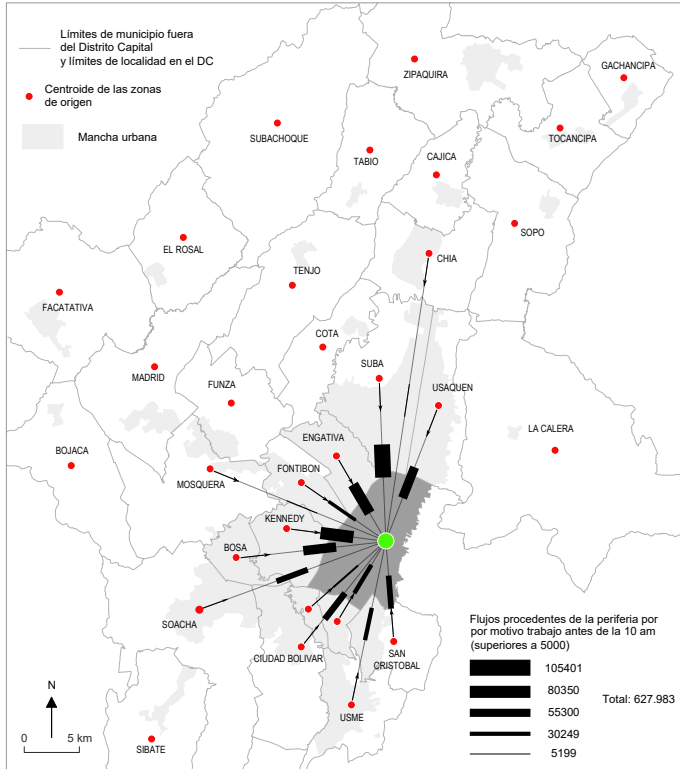 Límites de municipio fuera
del Distrito Capital
y límites de localidad en el DC
Centroide de las zonas
de origen
Mancha urbana
ZIPAQUIRA
GACHANCIPA
SUBACHOQUE
TOCANCIPA
TABIO
CAJICA
SOPO
EL ROSAL
CHIA
TENJO
FACATATIVA
COTA
SUBA
MADRID
FUNZA
USAQUEN
LA CALERA
ENGATIVA
BOJACA
FONTIBON
MOSQUERA
KENNEDY
BOSA
SOACHA
CIUDAD BOLIVAR
SAN
CRISTOBAL
USME
SIBATE
N
0 5 km
Flujos procedentes de la periferia por
por motivo trabajo antes de la 10 am
(superiores a 5000)
105401
80350
55300
30249
5199
Total: 627.983